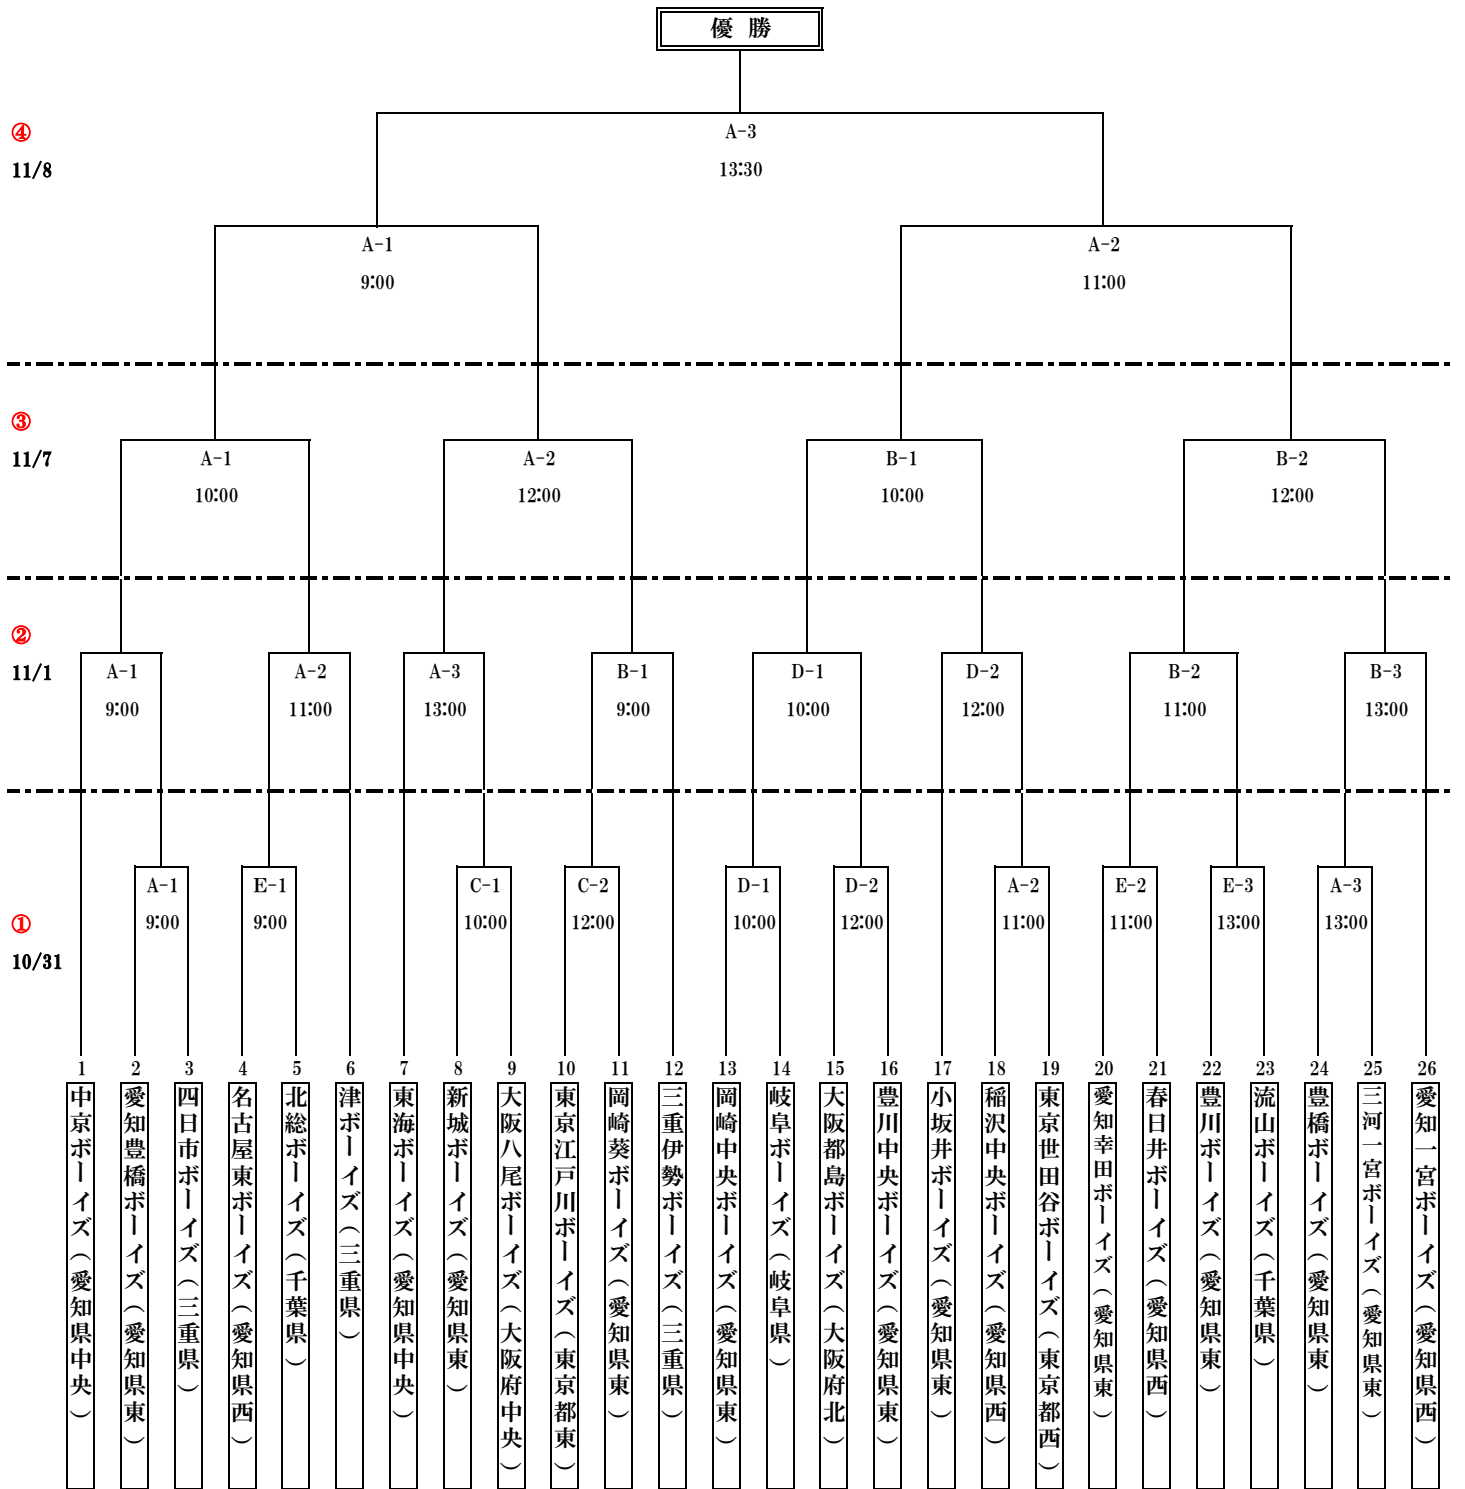 優 勝
④
11/8
A-3
13:30
A-1
9:00
A-2
11:00
③
11/7
A-1
10:00
A-2
12:00
B-1
10:00
B-2
12:00
②
11/1
A-1
9:00
A-2
11:00
A-3
13:00
B-1
9:00
D-1
10:00
D-2
12:00
B-2
11:00
B-3
13:00
①
10/31
A-1
9:00
E-1
9:00
C-1
10:00
C-2
12:00
D-1
10:00
D-2
12:00
A-2
11:00
E-2
11:00
E-3
13:00
A-3
13:00
1
中京ボーイズ（愛知県中央）
2
愛知豊橋ボーイズ（愛知県東）
3
四日市ボーイズ（三重県）
4
名古屋東ボーイズ（愛知県西）
5
北総ボーイズ（千葉県）
6
津ボーイズ（三重県）
7
東海ボーイズ（愛知県中央）
8
新城ボーイズ（愛知県東）
9
大阪八尾ボーイズ（大阪府中央）
10
東京江戸川ボーイズ（東京都東）
11
岡崎葵ボーイズ（愛知県東）
12
三重伊勢ボーイズ（三重県）
13
岡崎中央ボーイズ（愛知県東）
14
岐阜ボーイズ（岐阜県）
15
大阪都島ボーイズ（大阪府北）
16
豊川中央ボーイズ（愛知県東）
17
小坂井ボーイズ（愛知県東）
18
稲沢中央ボーイズ（愛知県西）
19
東京世田谷ボーイズ（東京都西）
20
愛知幸田ボーイズ（愛知県東）
21
春日井ボーイズ（愛知県西）
22
豊川ボーイズ（愛知県東）
23
流山ボーイズ（千葉県）
24
豊橋ボーイズ（愛知県東）
25
三河一宮ボーイズ（愛知県東）
26
愛知一宮ボーイズ（愛知県西）